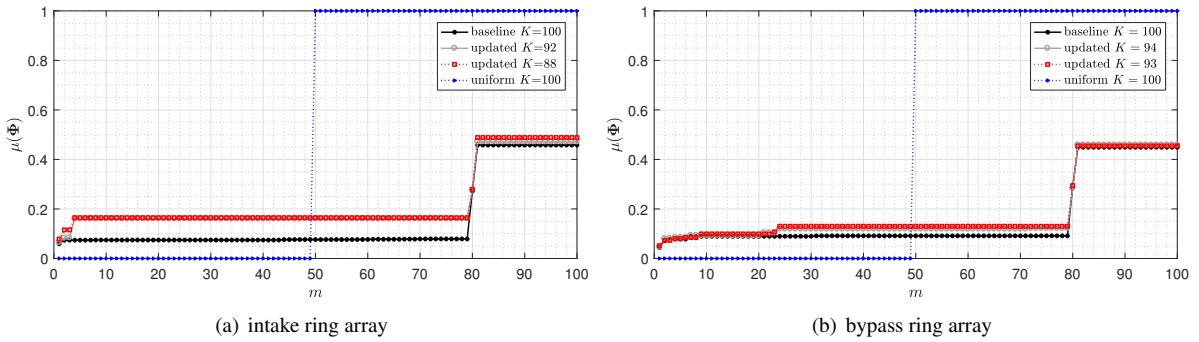 1
0.8
0.6
0.4
0.2
0
μ(Φ)
0 10 20 30 40 50 60 70 80 90 100
m
baseline K=100
updated K=92
updated K=88
uniform K=100
(a) intake ring array
1
0.8
0.6
0.4
0.2
0
μ(Φ)
0 10 20 30 40 50 60 70 80 90 100
m
baseline K = 100
updated K = 94
updated K = 93
uniform K = 100
(b) bypass ring array